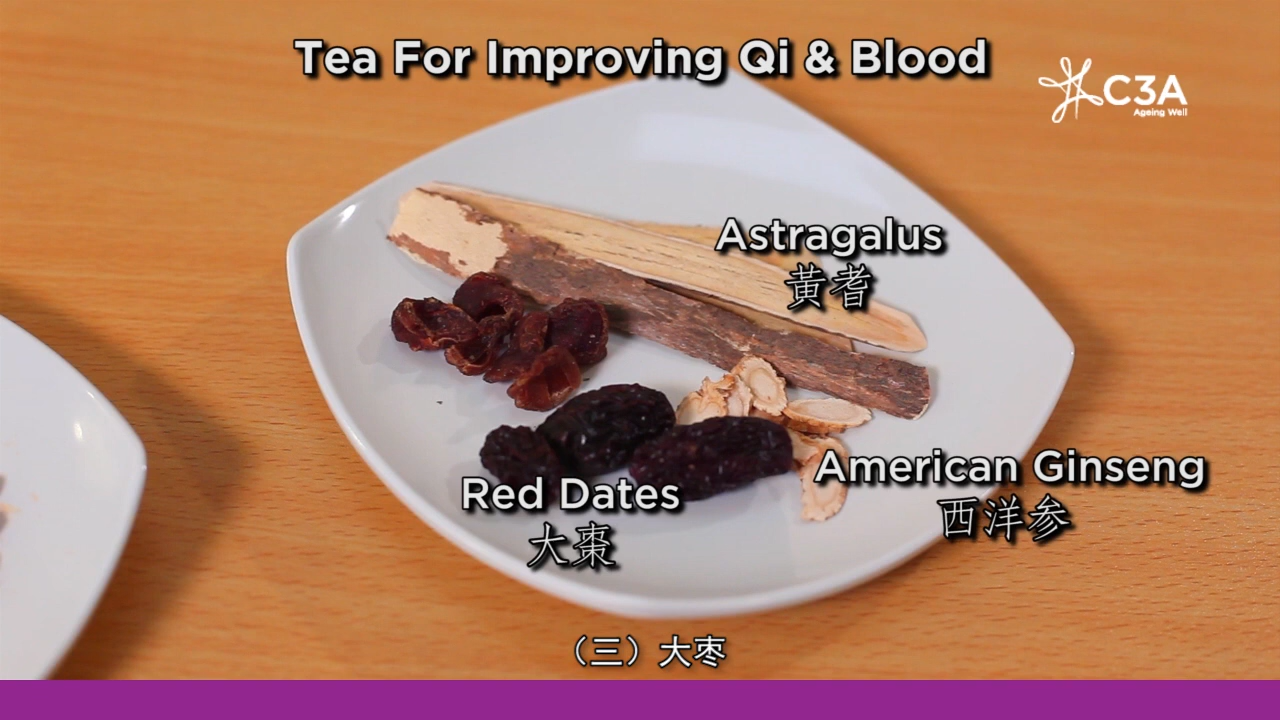 Tea For Improving Qi & Blood
C3A
Ageing Well
Astragalus
黃耆
American Ginseng
西洋参
Red Dates
大棗
（三）大枣